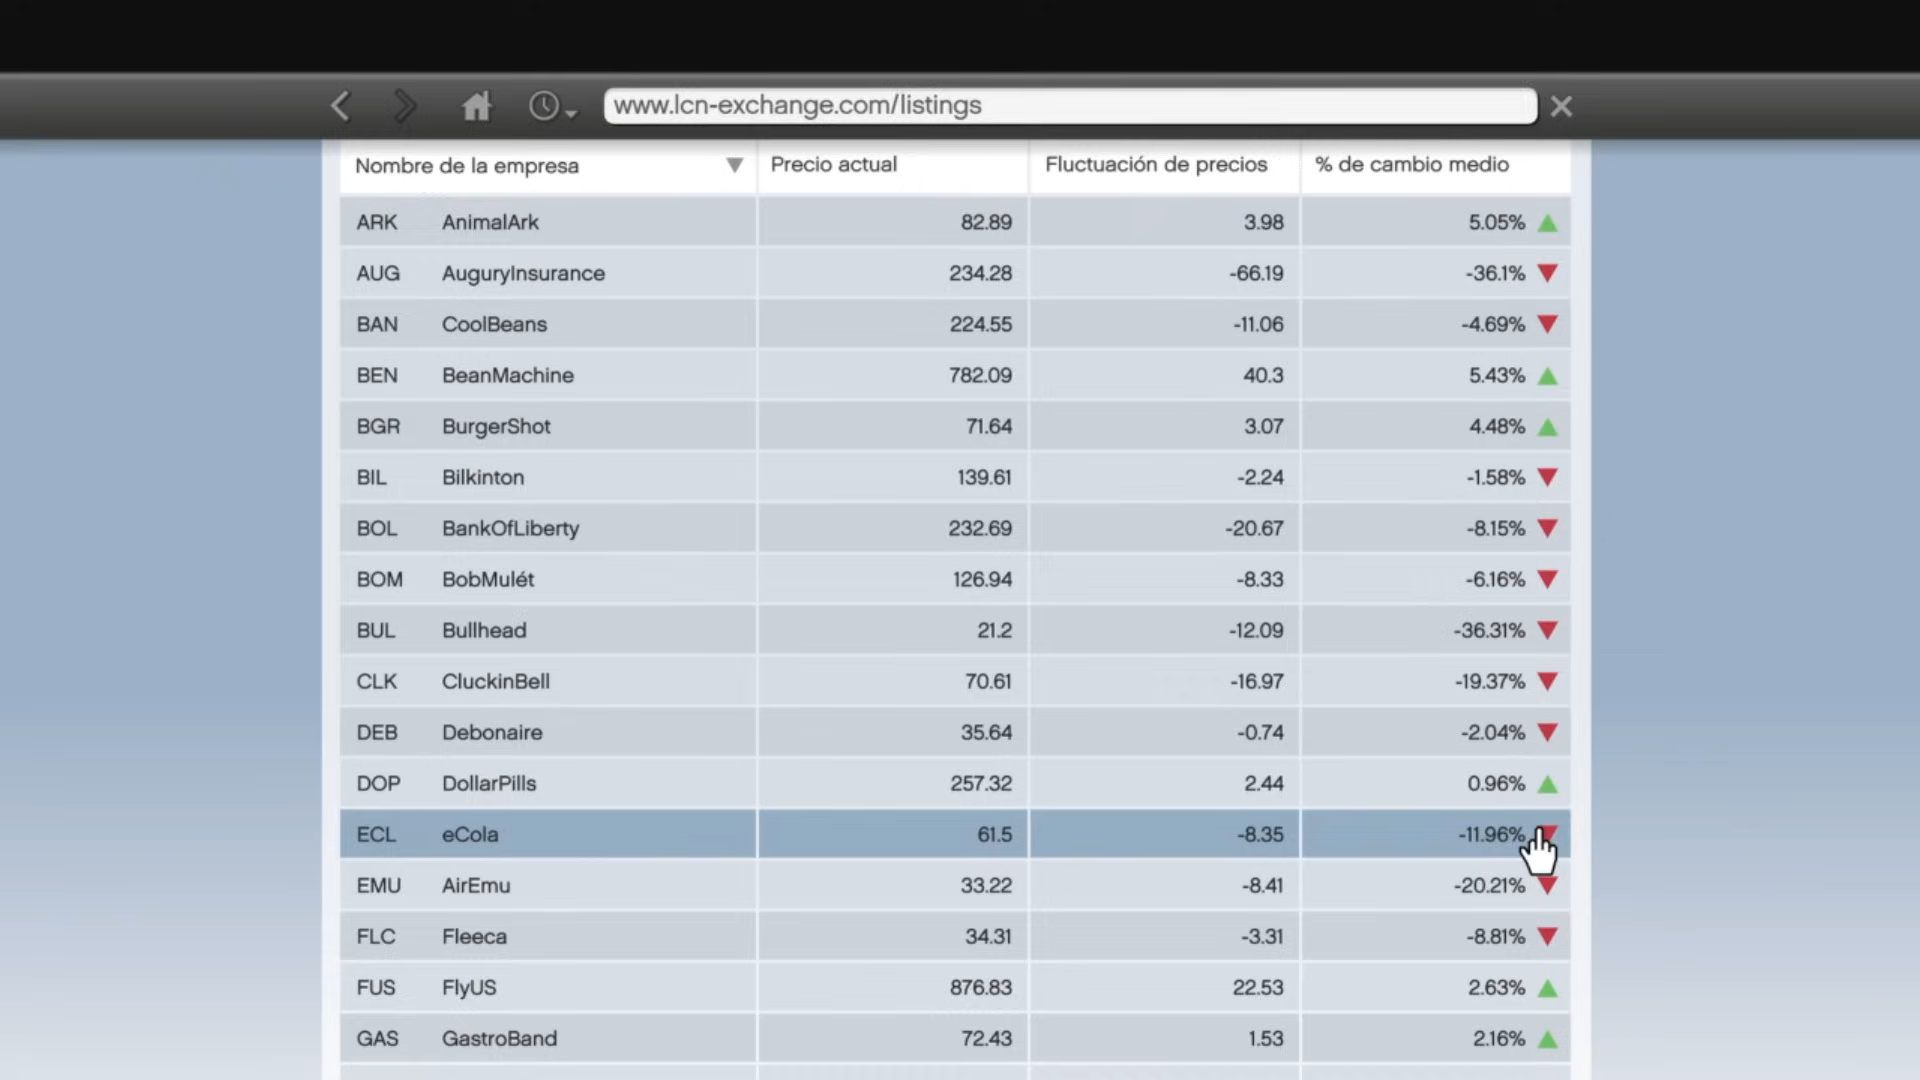 www.lcn-exchange.com/listings
Nombre de la empresa Precio actual Fluctuación de precios % de cambio medio
ARK AnimalArk 82.89 3.98 5.05%
AUG AuguryInsurance 234.28 -66.19 -36.1%
BAN CoolBeans 224.55 -11.06 -4.69%
BEN BeanMachine 782.09 40.3 5.43%
BGR BurgerShot 71.64 3.07 4.48%
BIL Bilkinton 139.61 -2.24 -1.58%
BOL BankOfLiberty 232.69 -20.67 -8.15%
BOM BobMulét 126.94 -8.33 -6.16%
BUL Bullhead 21.2 -12.09 -36.31%
CLK CluckinBell 70.61 -16.97 -19.37%
DEB Debonaire 35.64 -0.74 -2.04%
DOP DollarPills 257.32 2.44 0.96%
ECL eCola 61.5 -8.35 -11.96%
EMU AirEmu 33.22 -8.41 -20.21%
FLC Fleeca 34.31 -3.31 -8.81%
FUS FlyUS 876.83 22.53 2.63%
GAS GastroBand 72.43 1.53 2.16%